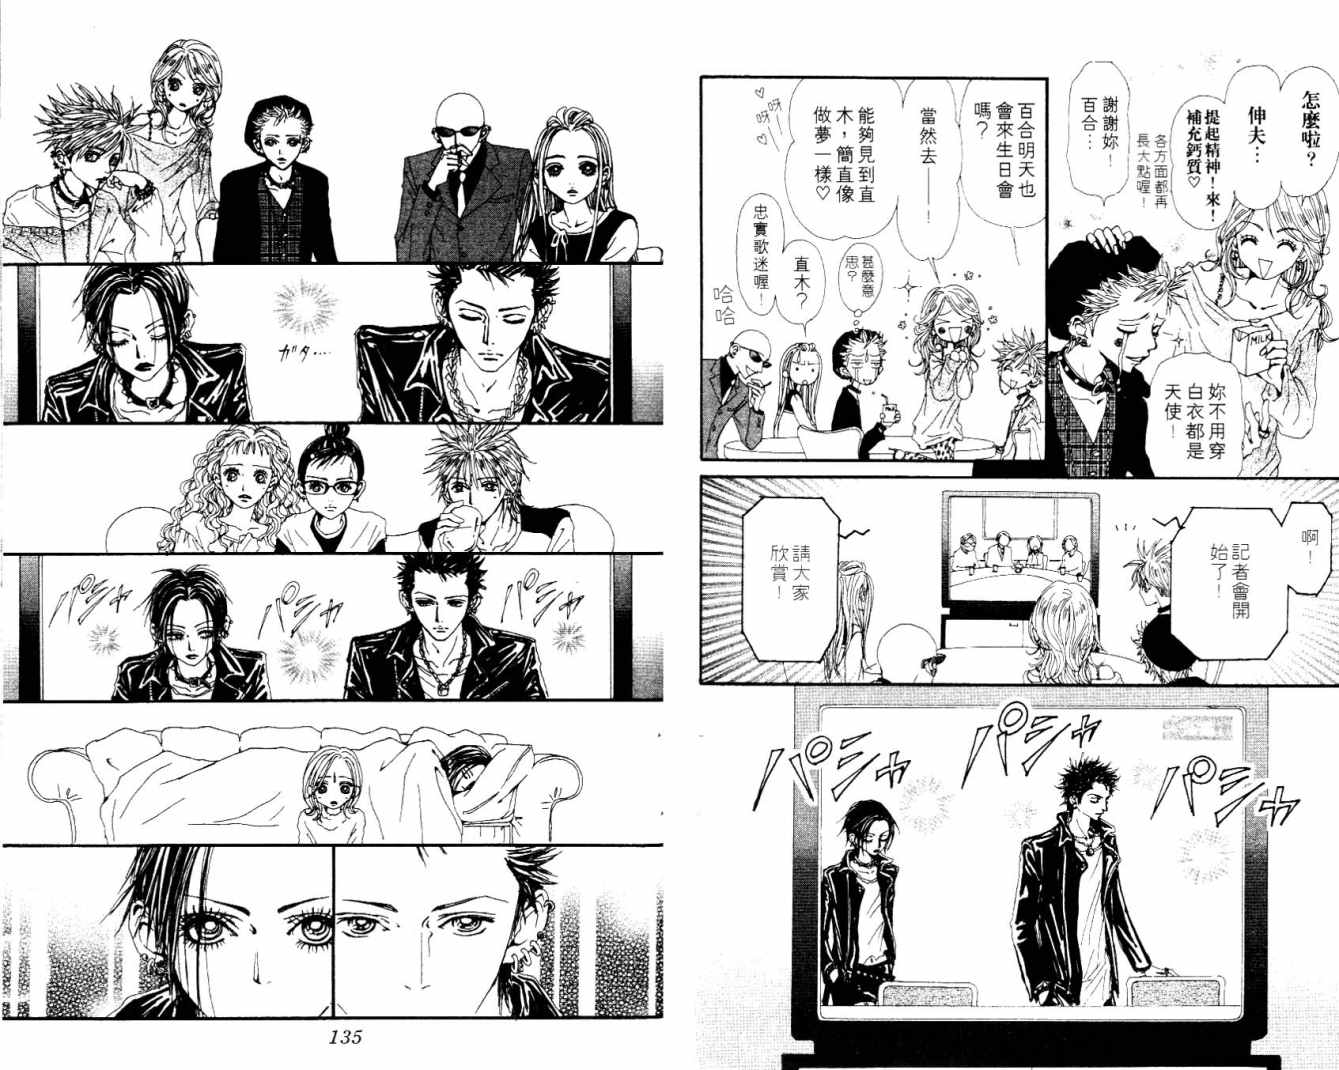 怎麼啦？
伸夫…
提起精神！來！
補充鈣質♡
各方面都再
長大點喔！
謝謝妳！
百合…
MILK
妳不用穿
白衣都是
天使！
百合明天也
會來生日會
嗎？
當然去
——！
能夠見到直
木，簡直像
做夢一樣♡
♡呀
呀♡
甚麼意
思？
直木？
忠實歌迷喔！
哈
哈
啊！
記者會開
始了！
請大家
欣賞！
パシャ
パシャ
パシャ
ガタ…
パシャ
パシャ
パシャ
135